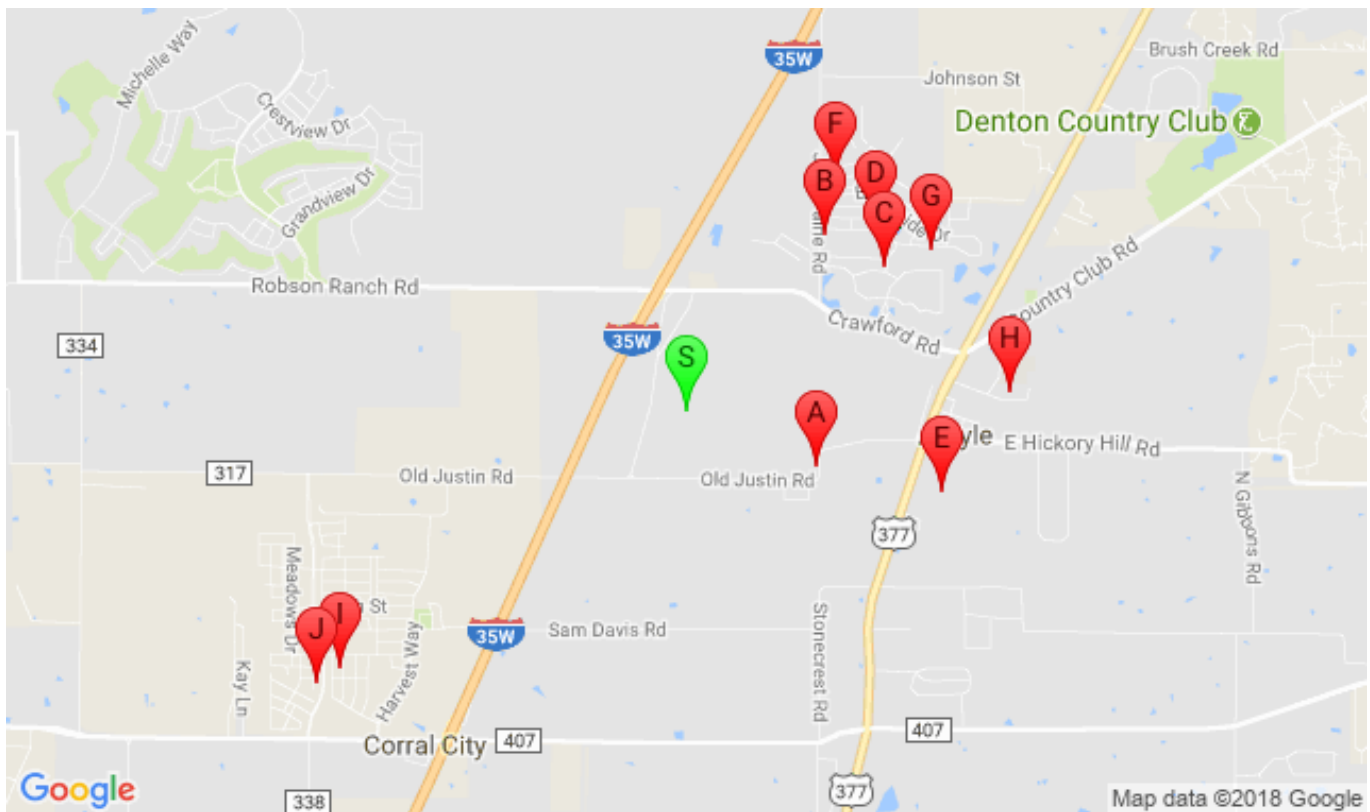 Michelle Way
Crestview Dr
Grandview Dr
35W
Johnson St
Brush Creek Rd
Denton Country Club
F
B
D
G
C
Robson Ranch Rd
Crawford Rd
Country Club Rd
334
35W
S
H
A
E
E Hickory Hill Rd
317
Old Justin Rd
Old Justin Rd
377
N Gibbons Rd
Meadows Dr
I
J
St
Harvest Way
Kay Ln
35W
Sam Davis Rd
Stonecrest Rd
Corral City
407
407
338
377
Google
Map data ©2018 Google